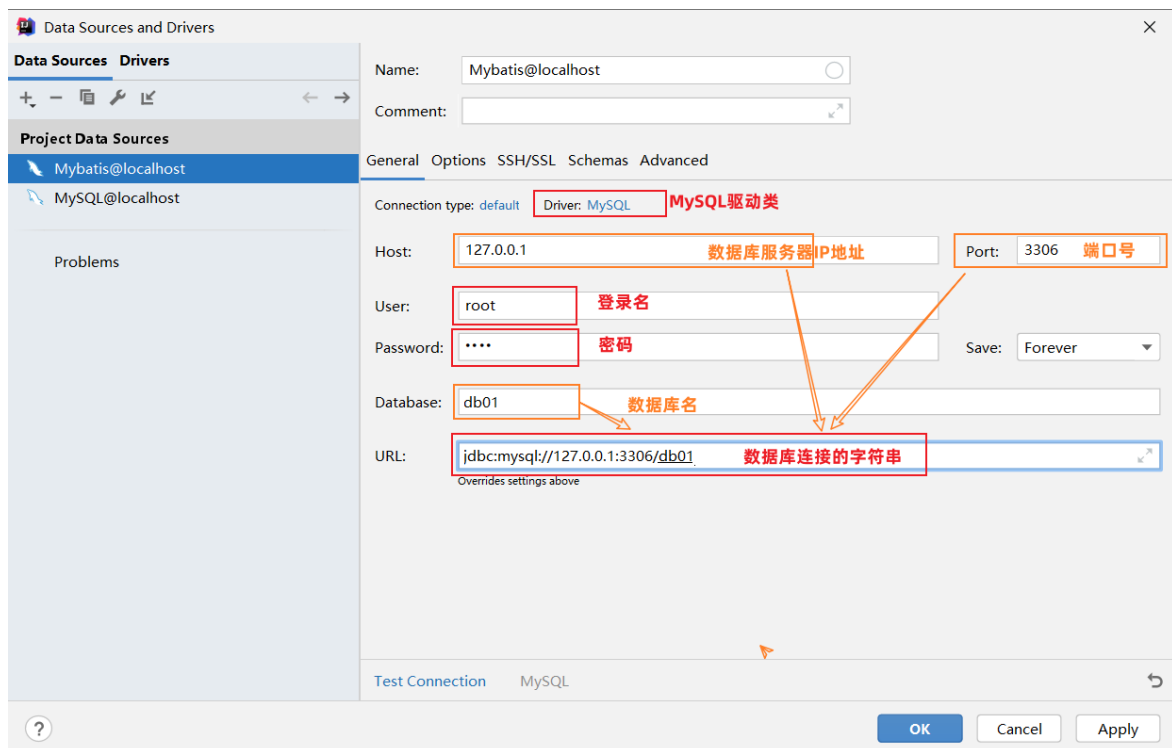 Data Sources and Drivers
Data Sources Drivers
Project Data Sources
Mybatis@localhost
MySQL@localhost
Problems
Name: Mybatis@localhost
Comment:
General Options SSH/SSL Schemas Advanced
Connection type: default Driver: MySQL MySQL驱动类
Host: 127.0.0.1 数据库服务器IP地址 Port: 3306 端口号
User: root 登录名
Password: •••• 密码 Save: Forever
Database: db01 数据库名
URL: jdbc:mysql://127.0.0.1:3306/db01 数据库连接的字符串
Overrides settings above
Test Connection MySQL
? OK Cancel Apply